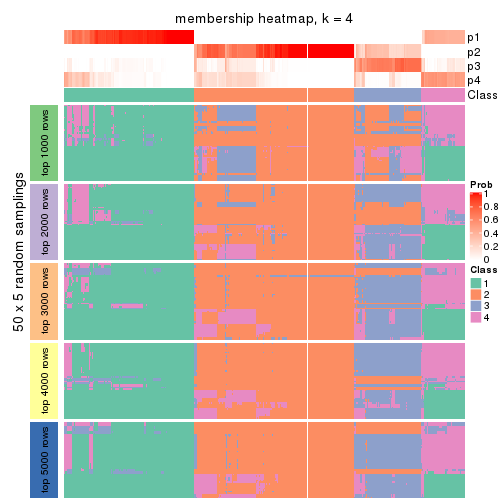 membership heatmap, k = 4
p1
p2
p3
p4
Class
50 x 5 random samplings
top 1000 rows
top 2000 rows
top 3000 rows
top 4000 rows
top 5000 rows
Prob
1
0.8
0.6
0.4
0.2
0
Class
1
2
3
4